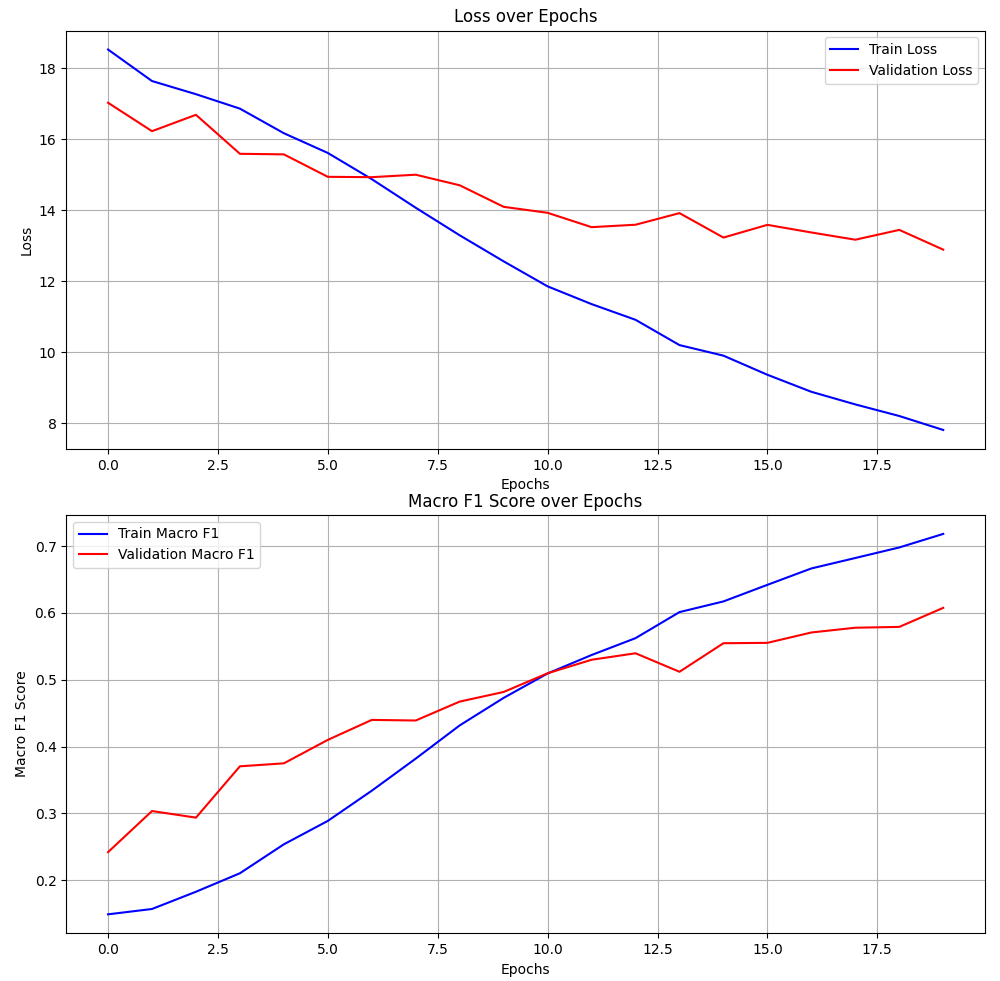 Loss over Epochs
Train Loss
Validation Loss
18
16
14
12
10
8
Loss
0.0 2.5 5.0 7.5 10.0 12.5 15.0 17.5
Epochs
Macro F1 Score over Epochs
Train Macro F1
Validation Macro F1
0.7
0.6
0.5
0.4
0.3
0.2
Macro F1 Score
0.0 2.5 5.0 7.5 10.0 12.5 15.0 17.5
Epochs